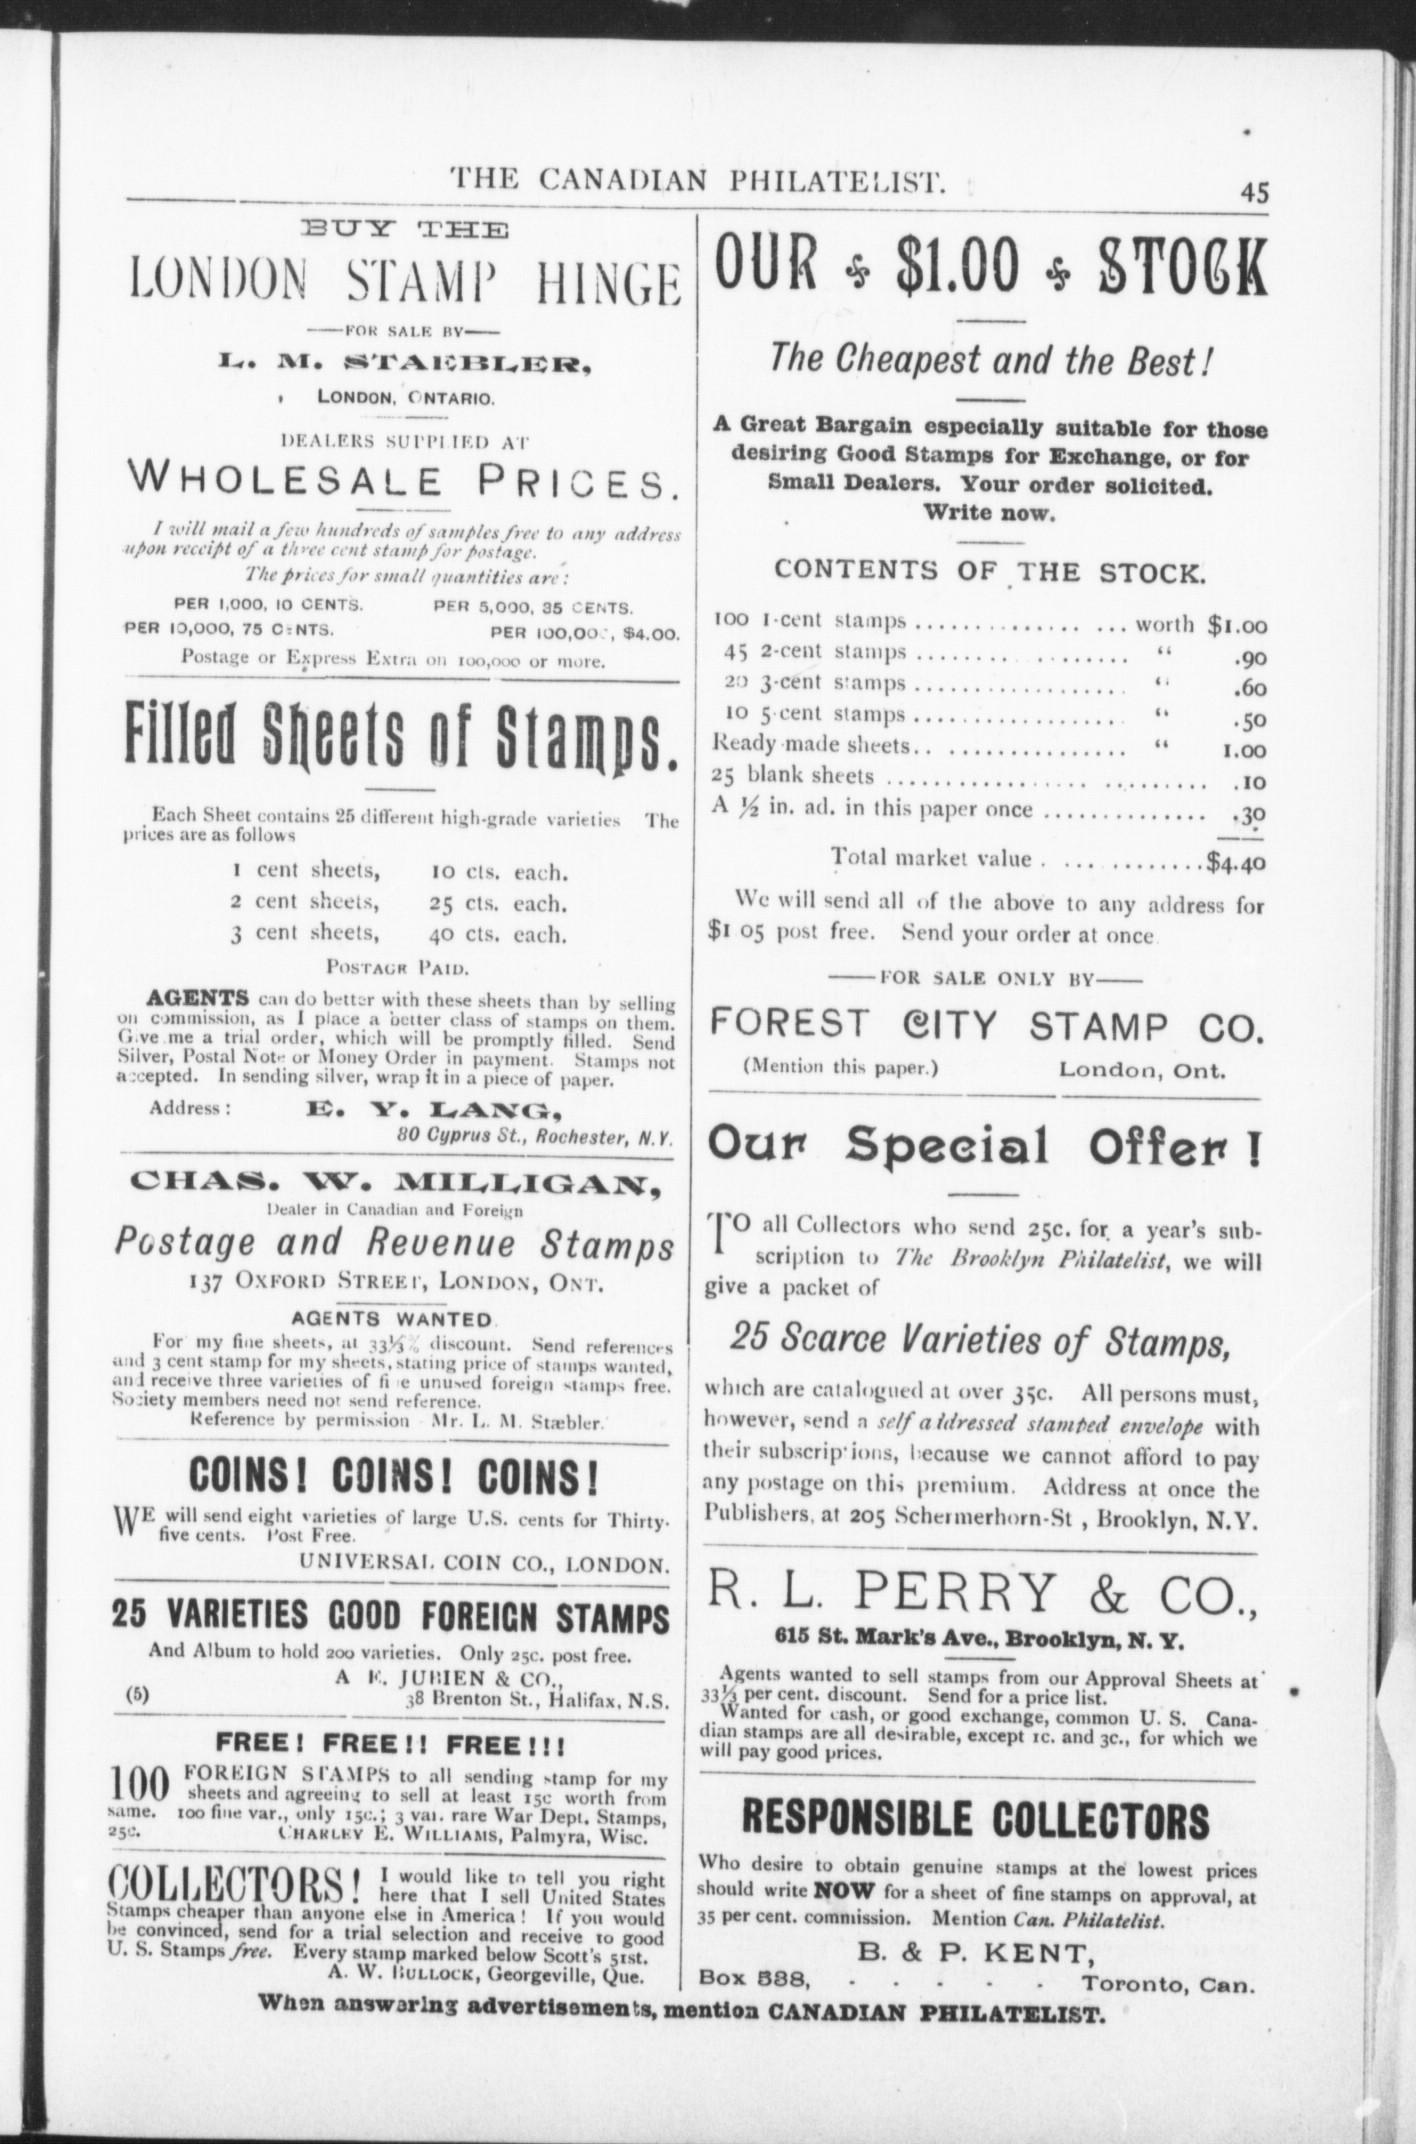 THE CANADIAN PHILATELIST.
45
BUY THE
LONDON STAMP HINGE
—FOR SALE BY—
L. M. STAEBLER,
LONDON, ONTARIO.
DEALERS SUPPLIED AT
WHOLESALE PRICES.
I will mail a few hundreds of samples free to any address
upon receipt of a three cent stamp for postage.
The prices for small quantities are:
PER 1,000, 10 CENTS. PER 5,000, 35 CENTS.
PER 10,000, 75 CENTS. PER 100,000, $4.00.
Postage or Express Extra on 100,000 or more.
Filled Sheets of Stamps.
Each Sheet contains 25 different high-grade varieties The
prices are as follows
1 cent sheets, 10 cts. each.
2 cent sheets, 25 cts. each.
3 cent sheets, 40 cts. each.
POSTAGE PAID.
AGENTS can do better with these sheets than by selling
on commission, as I place a better class of stamps on them.
Give me a trial order, which will be promptly filled. Send
Silver, Postal Note or Money Order in payment. Stamps not
accepted. In sending silver, wrap it in a piece of paper.
Address: E. Y. LANG,
80 Cyprus St., Rochester, N.Y.
CHAS. W. MILLIGAN,
Dealer in Canadian and Foreign
Postage and Revenue Stamps
137 OXFORD STREET, LONDON, ONT.
AGENTS WANTED
For my fine sheets, at 33⅓% discount. Send references
and 3 cent stamp for my sheets, stating price of stamps wanted,
and receive three varieties of fine unused foreign stamps free.
Society members need not send reference.
Reference by permission Mr. L. M. Stæbler.
COINS! COINS! COINS!
WE will send eight varieties of large U.S. cents for Thirty-
five cents. Post Free.
UNIVERSAL COIN CO., LONDON.
25 VARIETIES GOOD FOREIGN STAMPS
And Album to hold 200 varieties. Only 25c. post free.
A E. JUBIEN & CO.,
(5) 38 Brenton St., Halifax, N.S.
FREE! FREE!! FREE!!!
100 FOREIGN STAMPS to all sending stamp for my
sheets and agreeing to sell at least 15c worth from
same. 100 fine var., only 15c.; 3 var. rare War Dept. Stamps,
25c. CHARLEY E. WILLIAMS, Palmyra, Wisc.
COLLECTORS! I would like to tell you right
here that I sell United States
Stamps cheaper than anyone else in America! If you would
be convinced, send for a trial selection and receive 10 good
U. S. Stamps free. Every stamp marked below Scott's 51st.
A. W. BULLOCK, Georgeville, Que.
OUR $1.00 STOCK
The Cheapest and the Best!
A Great Bargain especially suitable for those
desiring Good Stamps for Exchange, or for
Small Dealers. Your order solicited.
Write now.
CONTENTS OF THE STOCK.
100 1-cent stamps ............... ... worth $1.00
45 2-cent stamps .................. " .90
20 3-cent stamps .................. " .60
10 5-cent stamps .................. " .50
Ready-made sheets.. ................ " 1.00
25 blank sheets ....................... .10
A ½ in. ad. in this paper once .............. .30
Total market value . ... ..........$4.40
We will send all of the above to any address for
$1 05 post free. Send your order at once
—FOR SALE ONLY BY—
FOREST CITY STAMP CO.
(Mention this paper.) London, Ont.
Our Special Offer!
TO all Collectors who send 25c. for a year's sub-
scription to The Brooklyn Philatelist, we will
give a packet of
25 Scarce Varieties of Stamps,
which are catalogued at over 35c. All persons must,
however, send a self addressed stamped envelope with
their subscriptions, because we cannot afford to pay
any postage on this premium. Address at once the
Publishers, at 205 Schermerhorn-St , Brooklyn, N.Y.
R. L. PERRY & CO.,
615 St. Mark's Ave., Brooklyn, N. Y.
Agents wanted to sell stamps from our Approval Sheets at
33⅓ per cent. discount. Send for a price list.
Wanted for cash, or good exchange, common U. S. Cana-
dian stamps are all desirable, except 1c. and 3c., for which we
will pay good prices.
RESPONSIBLE COLLECTORS
Who desire to obtain genuine stamps at the lowest prices
should write NOW for a sheet of fine stamps on approval, at
35 per cent. commission. Mention Can. Philatelist.
B. & P. KENT,
Box 538, - - - - - Toronto, Can.
When answering advertisements, mention CANADIAN PHILATELIST.